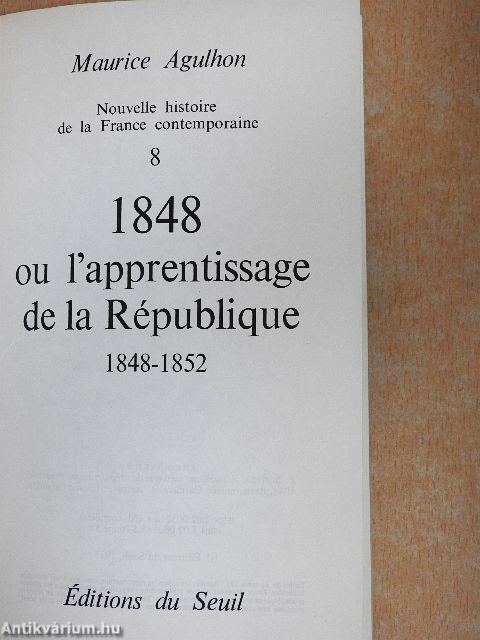 Maurice Agulhon
Nouvelle histoire
de la France contemporaine
8
1848
ou l'apprentissage
de la République
1848-1852
Éditions du Seuil
Antikvárium.hu